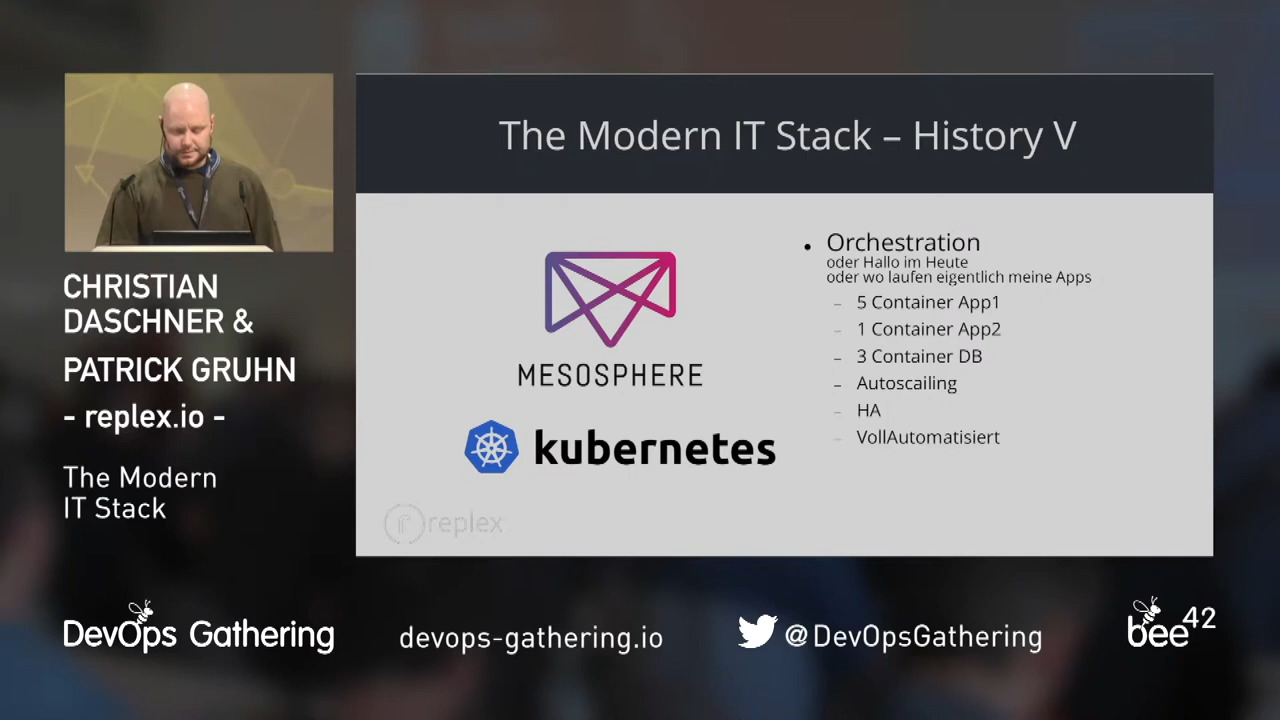 CHRISTIAN
DASCHNER &
PATRICK GRUHN
- replex.io -
The Modern
IT Stack
The Modern IT Stack – History V
MESOSPHERE
kubernetes
replex
• Orchestration
oder Hallo im Heute
oder wo laufen eigentlich meine Apps
– 5 Container App1
– 1 Container App2
– 3 Container DB
– Autoscailing
– HA
– VollAutomatisiert
DevOps Gathering
devops-gathering.io
@DevOpsGathering
bee42